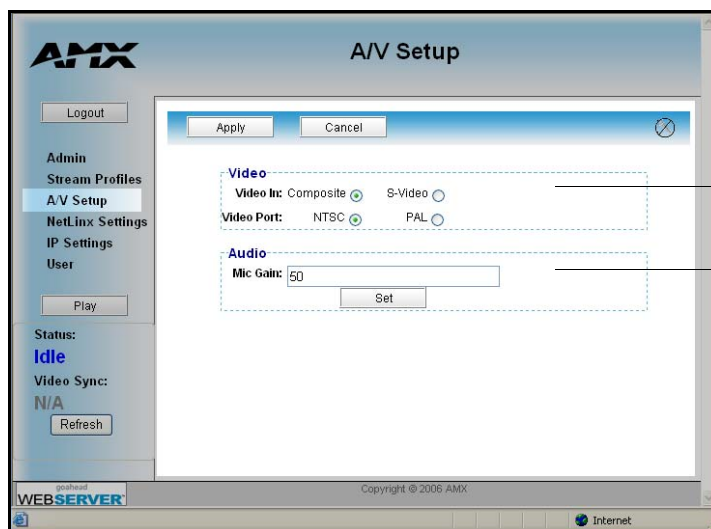 AMX
A/V Setup
Logout
Apply
Cancel
Admin
Stream Profiles
A/V Setup
NetLinx Settings
IP Settings
User
Play
Status:
Idle
Video Sync:
N/A
Refresh
Video
Video In: Composite S-Video
Video Port: NTSC PAL
Audio
Mic Gain: 50
Set
goahead
WEBSERVER
Copyright © 2006 AMX
Internet